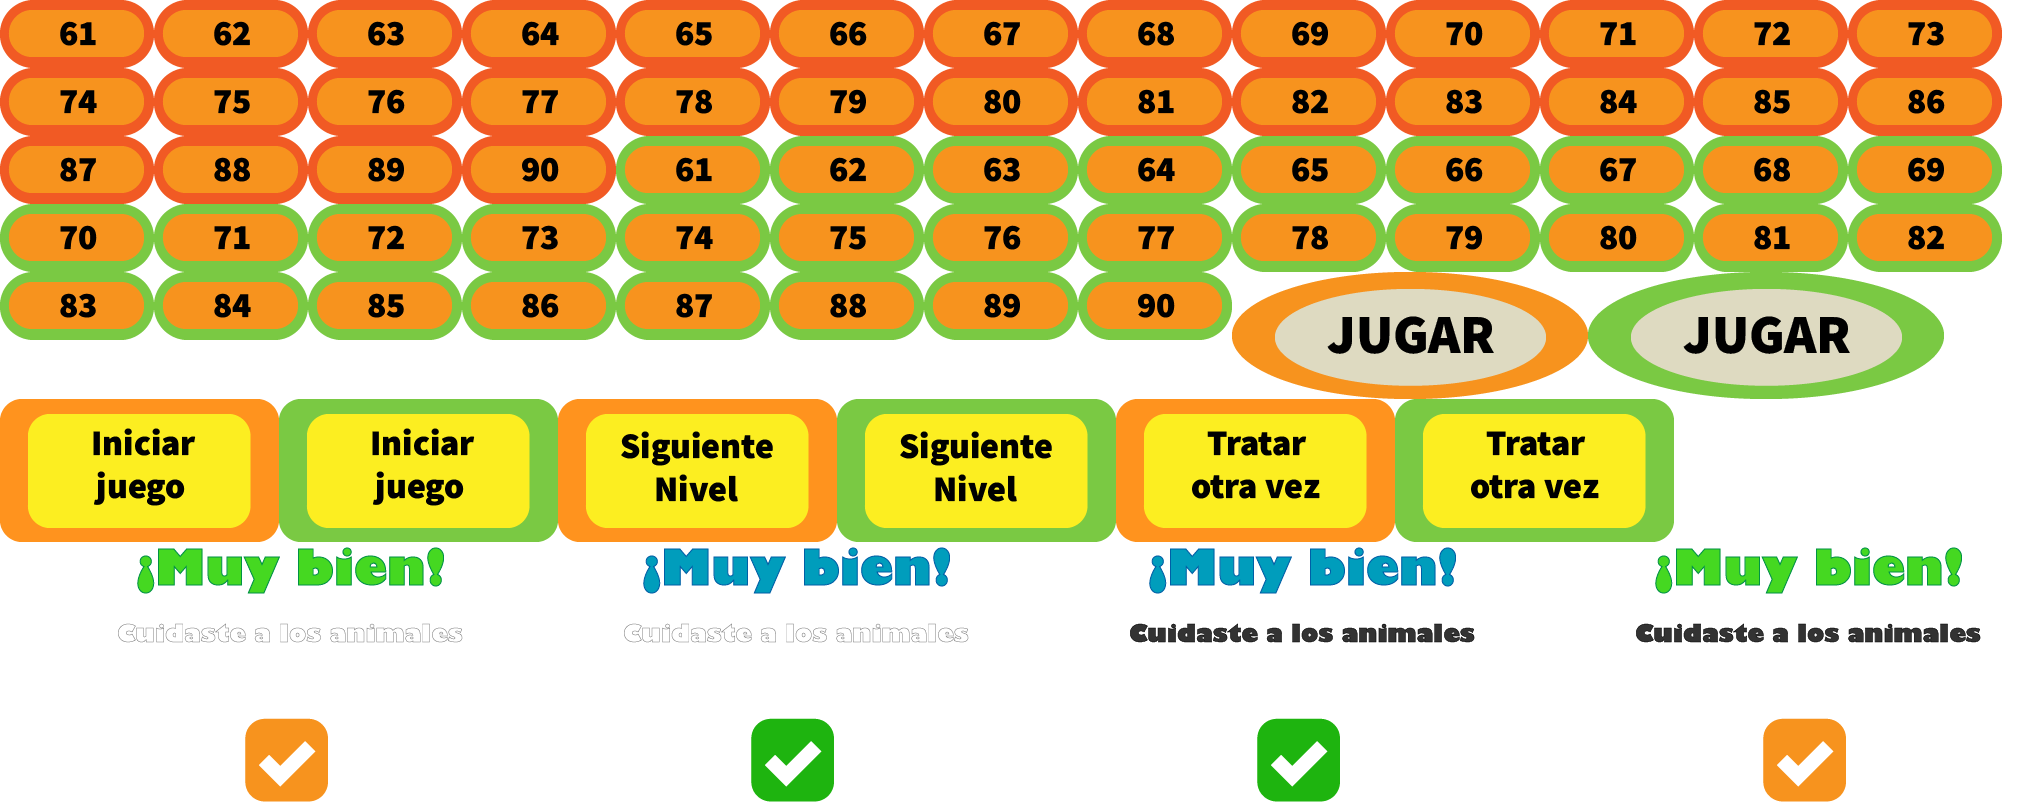 61 62 63 64 65 66 67 68 69 70 71 72 73
74 75 76 77 78 79 80 81 82 83 84 85 86
87 88 89 90 61 62 63 64 65 66 67 68 69
70 71 72 73 74 75 76 77 78 79 80 81 82
83 84 85 86 87 88 89 90
JUGAR JUGAR
Iniciar
juego
Iniciar
juego
Siguiente
Nivel
Siguiente
Nivel
Tratar
otra vez
Tratar
otra vez
¡Muy bien!
Cuidaste a los animales
¡Muy bien!
Cuidaste a los animales
¡Muy bien!
Cuidaste a los animales
¡Muy bien!
Cuidaste a los animales